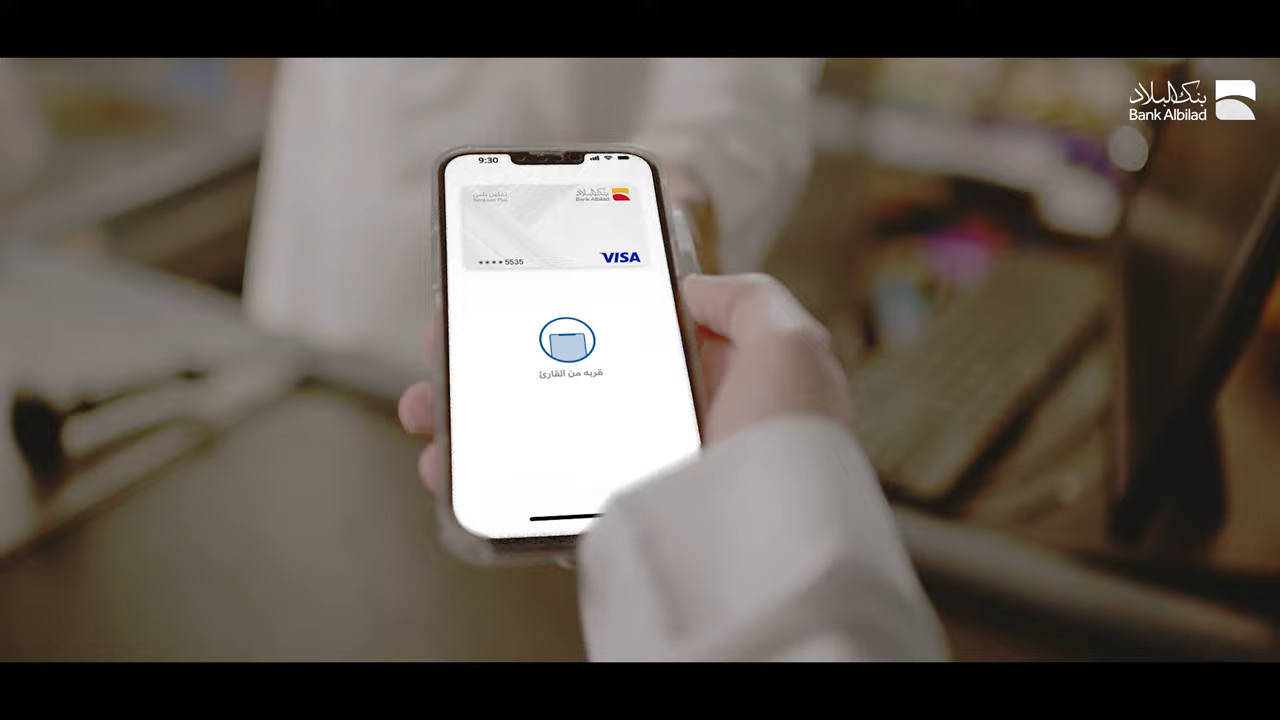 بنك البلاد
Bank Albilad
9:30
بنك البلاد
Bank Albilad
**** 5535
VISA
قربه من القارئ